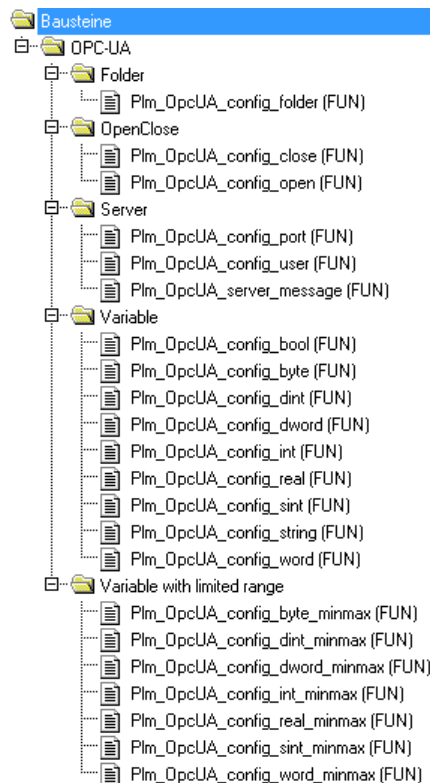 Bausteine
OPC-UA
Folder
Plm_OpcUA_config_folder (FUN)
OpenClose
Plm_OpcUA_config_close (FUN)
Plm_OpcUA_config_open (FUN)
Server
Plm_OpcUA_config_port (FUN)
Plm_OpcUA_config_user (FUN)
Plm_OpcUA_server_message (FUN)
Variable
Plm_OpcUA_config_bool (FUN)
Plm_OpcUA_config_byte (FUN)
Plm_OpcUA_config_dint (FUN)
Plm_OpcUA_config_dword (FUN)
Plm_OpcUA_config_int (FUN)
Plm_OpcUA_config_real (FUN)
Plm_OpcUA_config_sint (FUN)
Plm_OpcUA_config_string (FUN)
Plm_OpcUA_config_word (FUN)
Variable with limited range
Plm_OpcUA_config_byte_minmax (FUN)
Plm_OpcUA_config_dint_minmax (FUN)
Plm_OpcUA_config_dword_minmax (FUN)
Plm_OpcUA_config_int_minmax (FUN)
Plm_OpcUA_config_real_minmax (FUN)
Plm_OpcUA_config_sint_minmax (FUN)
Plm_OpcUA_config_word_minmax (FUN)